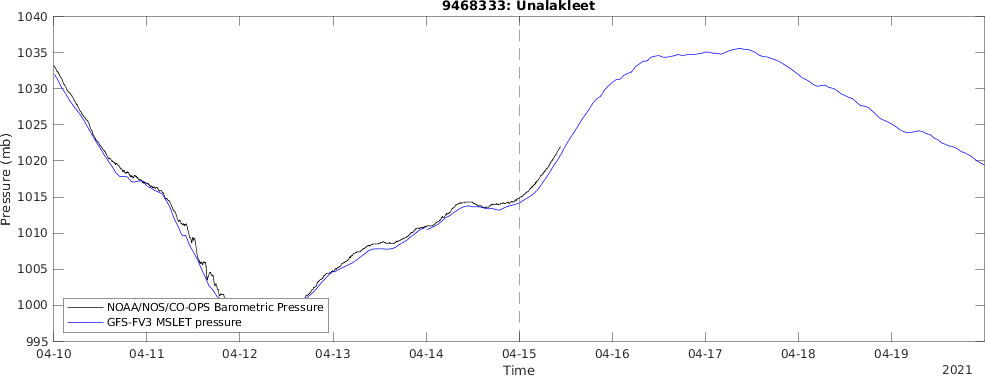 9468333: Unalakleet
1040
1035
1030
1025
1020
1015
1010
1005
1000
995
Pressure (mb)
NOAA/NOS/CO-OPS Barometric Pressure
GFS-FV3 MSLET pressure
04-10 04-11 04-12 04-13 04-14 04-15 04-16 04-17 04-18 04-19
Time
2021